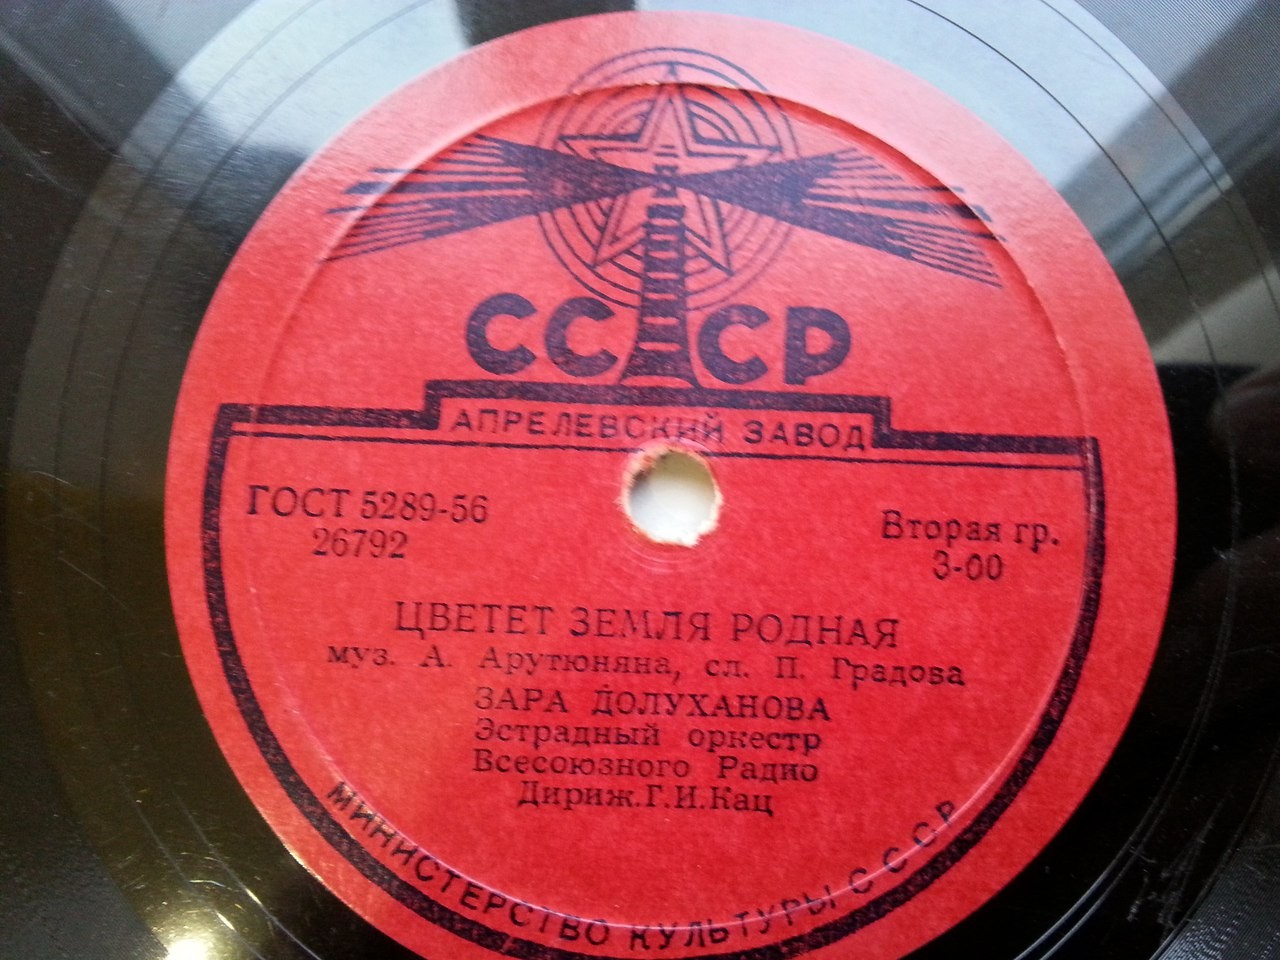 СССР
АПРЕЛЕВСКИЙ ЗАВОД
ГОСТ 5289-56
26792
Вторая гр.
3-00
ЦВЕТЕТ ЗЕМЛЯ РОДНАЯ
муз. А. Арутюняна, сл. П. Градова
ЗАРА ДОЛУХАНОВА
Эстрадный оркестр
Всесоюзного Радио
Дириж.Г.И.Кац
МИНИСТЕРСТВО КУЛЬТУРЫ СССР